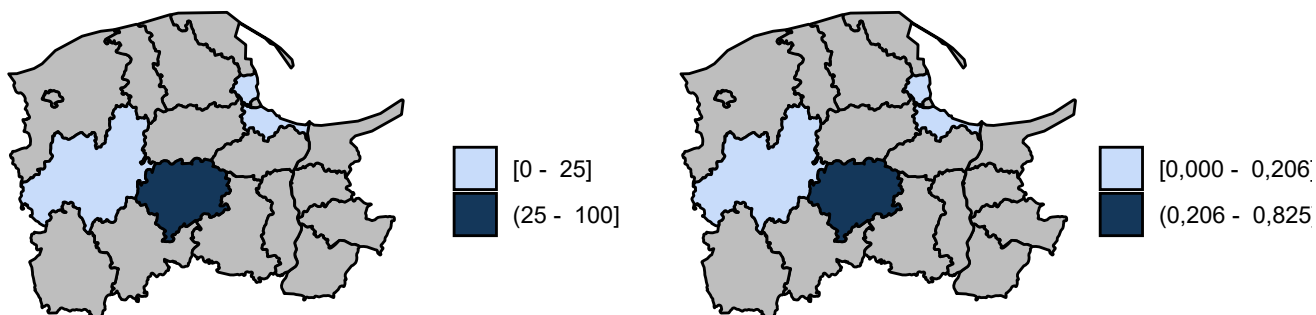 [0 - 25]
(25 - 100]
[0,000 - 0,206]
(0,206 - 0,825]